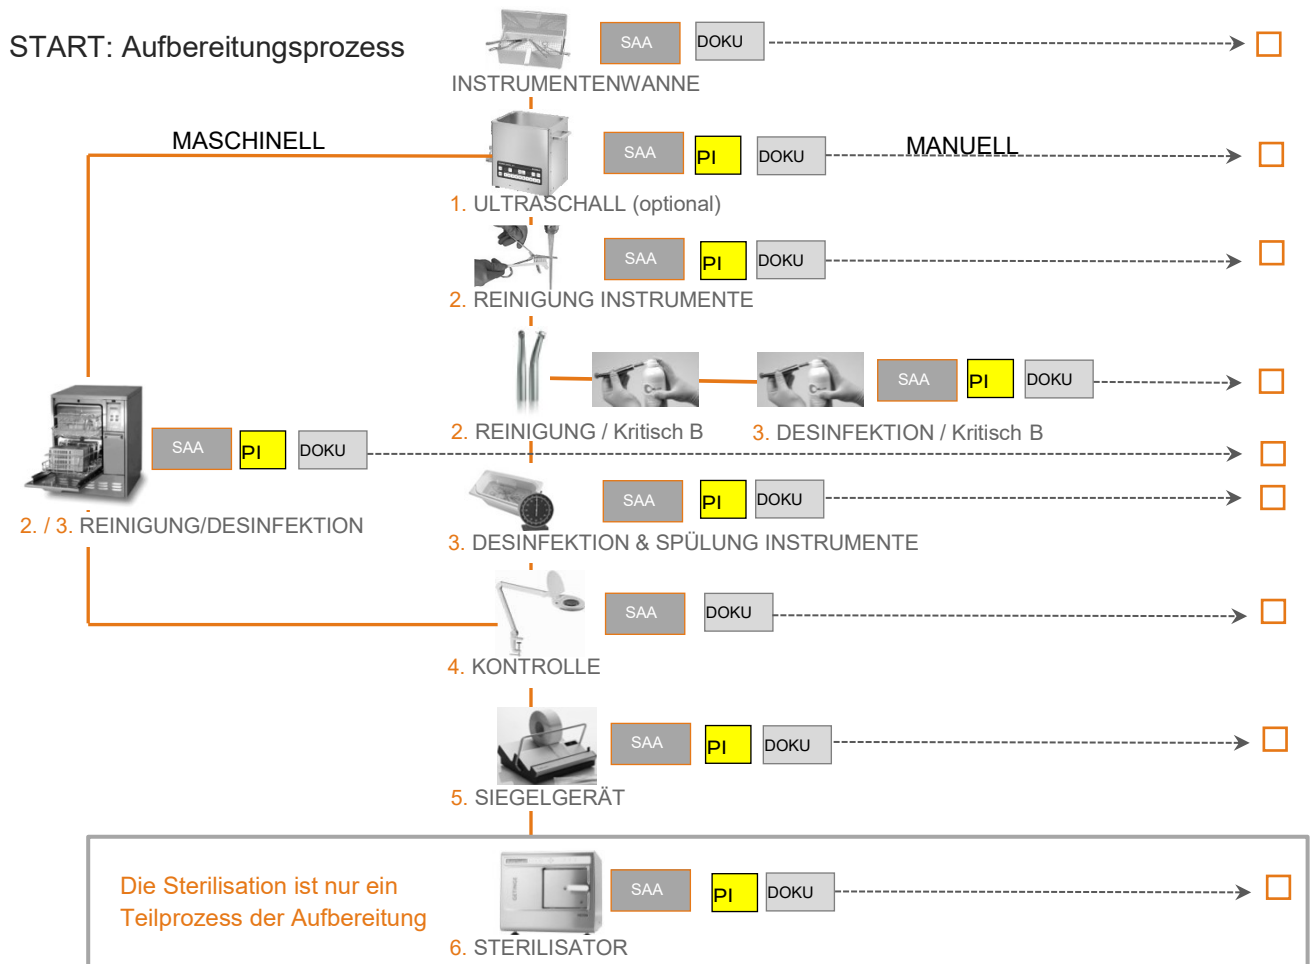 START: Aufbereitungsprozess
SAA
DOKU
INSTRUMENTENWANNE
MASCHINELL
SAA
PI
DOKU
MANUELL
1. ULTRASCHALL (optional)
SAA
PI
DOKU
2. REINIGUNG INSTRUMENTE
SAA
PI
DOKU
2. REINIGUNG / Kritisch B
3. DESINFEKTION / Kritisch B
SAA
PI
DOKU
2. / 3. REINIGUNG/DESINFEKTION
SAA
PI
DOKU
3. DESINFEKTION & SPÜLUNG INSTRUMENTE
SAA
DOKU
4. KONTROLLE
SAA
PI
DOKU
5. SIEGELGERÄT
Die Sterilisation ist nur ein
Teilprozess der Aufbereitung
GETINGE
SAA
PI
DOKU
6. STERILISATOR